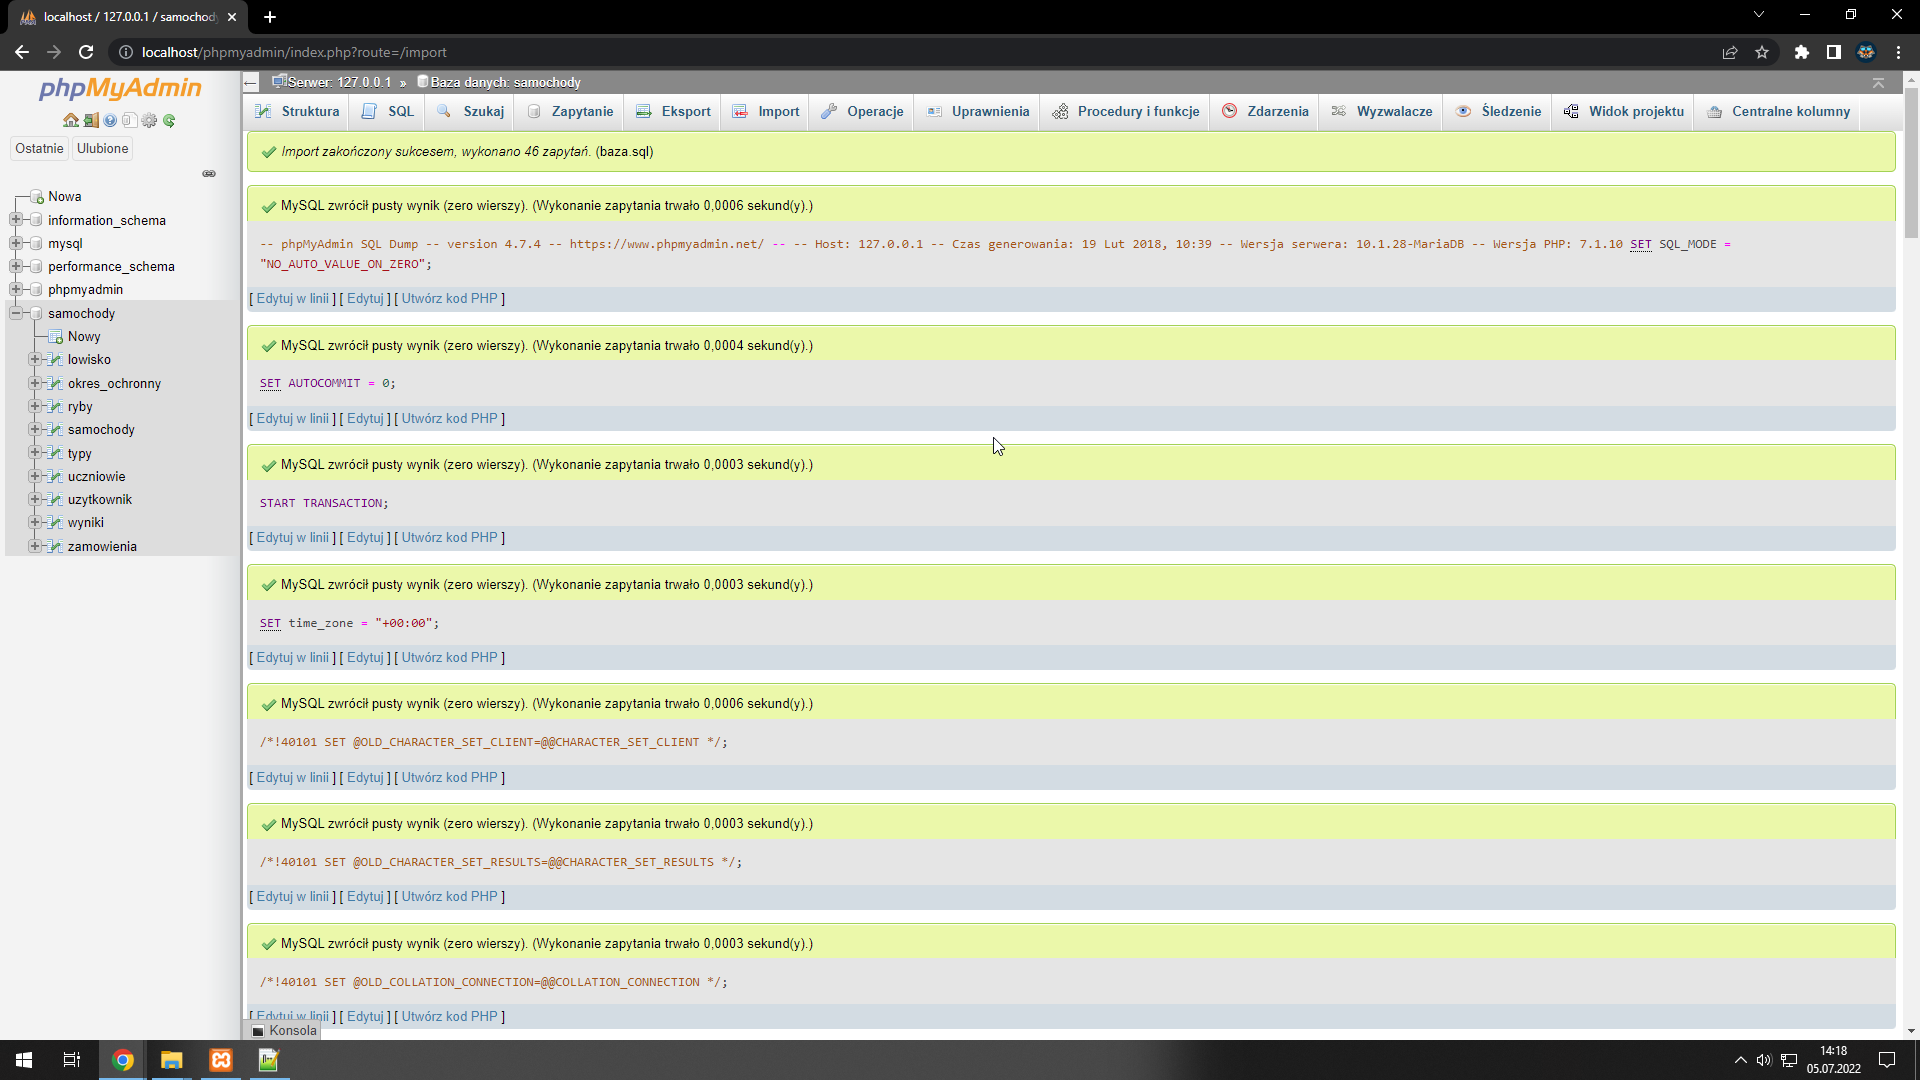 localhost / 127.0.0.1 / samochody
localhost/phpmyadmin/index.php?route=/import
phpMyAdmin
Ostatnie Ulubione
Nowa
information_schema
mysql
performance_schema
phpmyadmin
samochody
Nowy
lowisko
okres_ochronny
ryby
samochody
typy
uczniowie
uzytkownik
wyniki
zamowienia
Serwer: 127.0.0.1 » Baza danych: samochody
Struktura SQL Szukaj Zapytanie Eksport Import Operacje Uprawnienia Procedury i funkcje Zdarzenia Wyzwalacze Śledzenie Widok projektu Centralne kolumny
Import zakończony sukcesem, wykonano 46 zapytań. (baza.sql)
MySQL zwrócił pusty wynik (zero wierszy). (Wykonanie zapytania trwało 0,0006 sekund(y).)
-- phpMyAdmin SQL Dump -- version 4.7.4 -- https://www.phpmyadmin.net/ -- -- Host: 127.0.0.1 -- Czas generowania: 19 Lut 2018, 10:39 -- Wersja serwera: 10.1.28-MariaDB -- Wersja PHP: 7.1.10 SET SQL_MODE =
"NO_AUTO_VALUE_ON_ZERO";
[ Edytuj w linii ] [ Edytuj ] [ Utwórz kod PHP ]
MySQL zwrócił pusty wynik (zero wierszy). (Wykonanie zapytania trwało 0,0004 sekund(y).)
SET AUTOCOMMIT = 0;
[ Edytuj w linii ] [ Edytuj ] [ Utwórz kod PHP ]
MySQL zwrócił pusty wynik (zero wierszy). (Wykonanie zapytania trwało 0,0003 sekund(y).)
START TRANSACTION;
[ Edytuj w linii ] [ Edytuj ] [ Utwórz kod PHP ]
MySQL zwrócił pusty wynik (zero wierszy). (Wykonanie zapytania trwało 0,0003 sekund(y).)
SET time_zone = "+00:00";
[ Edytuj w linii ] [ Edytuj ] [ Utwórz kod PHP ]
MySQL zwrócił pusty wynik (zero wierszy). (Wykonanie zapytania trwało 0,0006 sekund(y).)
/*!40101 SET @OLD_CHARACTER_SET_CLIENT=@@CHARACTER_SET_CLIENT */;
[ Edytuj w linii ] [ Edytuj ] [ Utwórz kod PHP ]
MySQL zwrócił pusty wynik (zero wierszy). (Wykonanie zapytania trwało 0,0003 sekund(y).)
/*!40101 SET @OLD_CHARACTER_SET_RESULTS=@@CHARACTER_SET_RESULTS */;
[ Edytuj w linii ] [ Edytuj ] [ Utwórz kod PHP ]
MySQL zwrócił pusty wynik (zero wierszy). (Wykonanie zapytania trwało 0,0003 sekund(y).)
/*!40101 SET @OLD_COLLATION_CONNECTION=@@COLLATION_CONNECTION */;
[ Edytuj w linii ] [ Edytuj ] [ Utwórz kod PHP ]
Konsola
14:18
05.07.2022